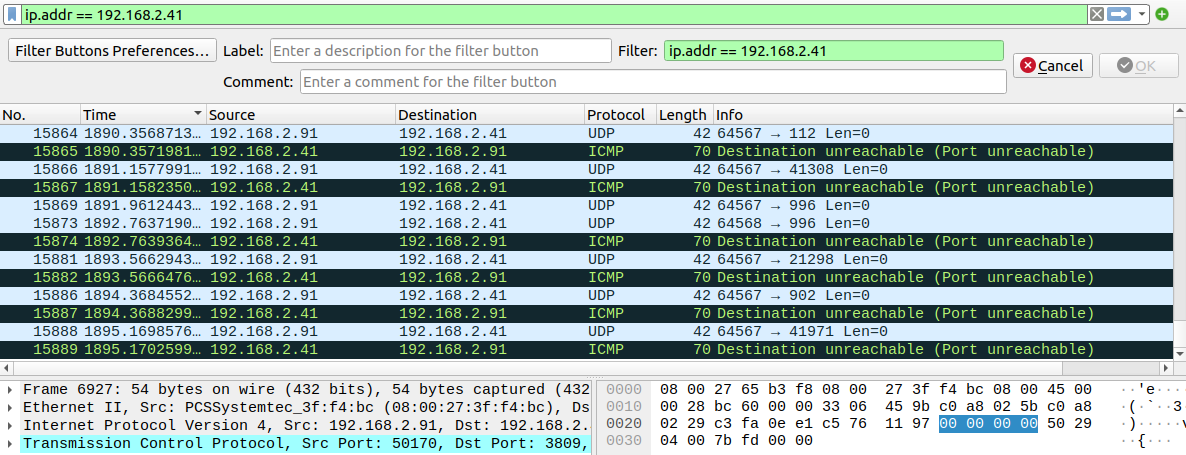 ip.addr == 192.168.2.41
Filter Buttons Preferences… Label: Enter a description for the filter button Filter: ip.addr == 192.168.2.41
Comment: Enter a comment for the filter button Cancel OK
No. Time Source Destination Protocol Length Info
15864 1890.3568713… 192.168.2.91 192.168.2.41 UDP 42 64567 → 112 Len=0
15865 1890.3571981… 192.168.2.41 192.168.2.91 ICMP 70 Destination unreachable (Port unreachable)
15866 1891.1577991… 192.168.2.91 192.168.2.41 UDP 42 64567 → 41308 Len=0
15867 1891.1582350… 192.168.2.41 192.168.2.91 ICMP 70 Destination unreachable (Port unreachable)
15869 1891.9612443… 192.168.2.91 192.168.2.41 UDP 42 64567 → 996 Len=0
15873 1892.7637190… 192.168.2.91 192.168.2.41 UDP 42 64568 → 996 Len=0
15874 1892.7639364… 192.168.2.41 192.168.2.91 ICMP 70 Destination unreachable (Port unreachable)
15881 1893.5662943… 192.168.2.91 192.168.2.41 UDP 42 64567 → 21298 Len=0
15882 1893.5666476… 192.168.2.41 192.168.2.91 ICMP 70 Destination unreachable (Port unreachable)
15886 1894.3684552… 192.168.2.91 192.168.2.41 UDP 42 64567 → 902 Len=0
15887 1894.3688299… 192.168.2.41 192.168.2.91 ICMP 70 Destination unreachable (Port unreachable)
15888 1895.1698576… 192.168.2.91 192.168.2.41 UDP 42 64567 → 41971 Len=0
15889 1895.1702599… 192.168.2.41 192.168.2.91 ICMP 70 Destination unreachable (Port unreachable)
Frame 6927: 54 bytes on wire (432 bits), 54 bytes captured (432
Ethernet II, Src: PCSSystemtec_3f:f4:bc (08:00:27:3f:f4:bc), Ds
Internet Protocol Version 4, Src: 192.168.2.91, Dst: 192.168.2.
Transmission Control Protocol, Src Port: 50170, Dst Port: 3809,
0000 08 00 27 65 b3 f8 08 00 27 3f f4 bc 08 00 45 00 ··'e····
0010 00 28 bc 60 00 00 33 06 45 9b c0 a8 02 5b c0 a8 ·(·`··3·
0020 02 29 c3 fa 0e e1 c5 76 11 97 00 00 00 00 50 29 ·)·····v
0030 04 00 7b fd 00 00 ··{···